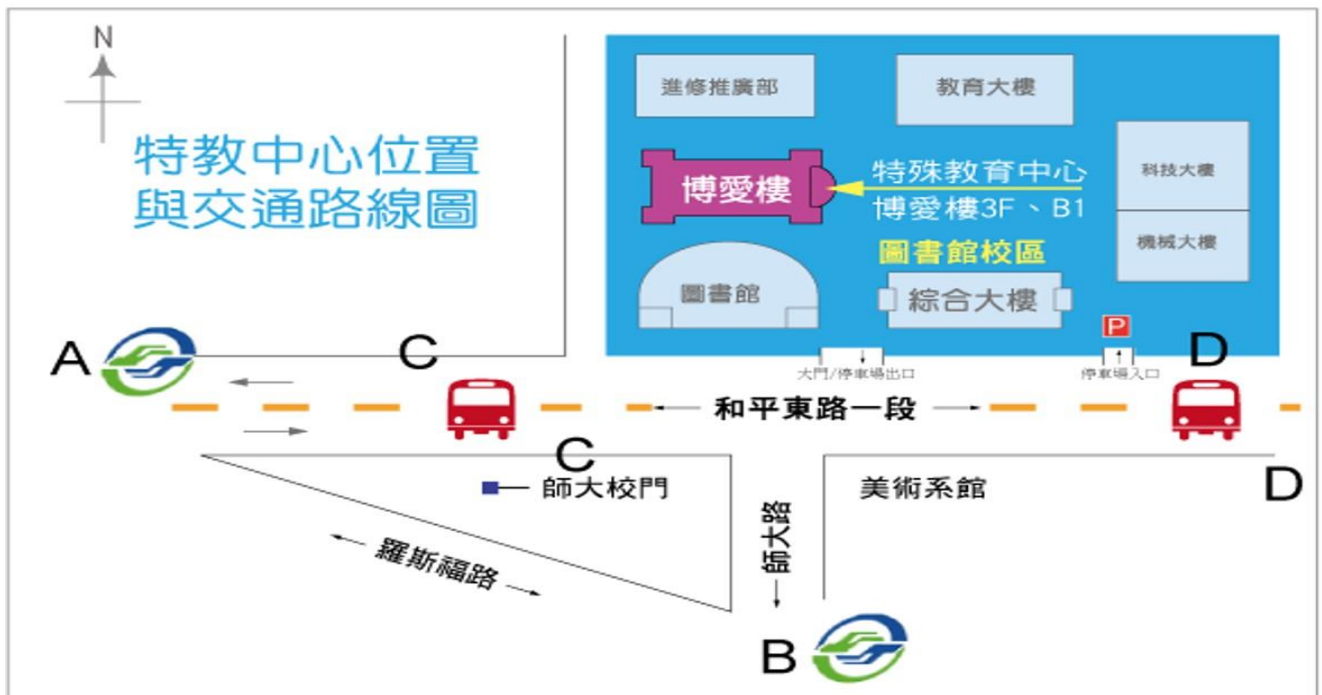 N
特教中心位置
與交通路線圖
進修推廣部
教育大樓
博愛樓
特殊教育中心
博愛樓3F、B1
科技大樓
機械大樓
圖書館校區
圖書館
綜合大樓
P
A
C
D
大門/停車場出口
停車場入口
和平東路一段
C
D
師大校門
美術系館
師大路
羅斯福路
B